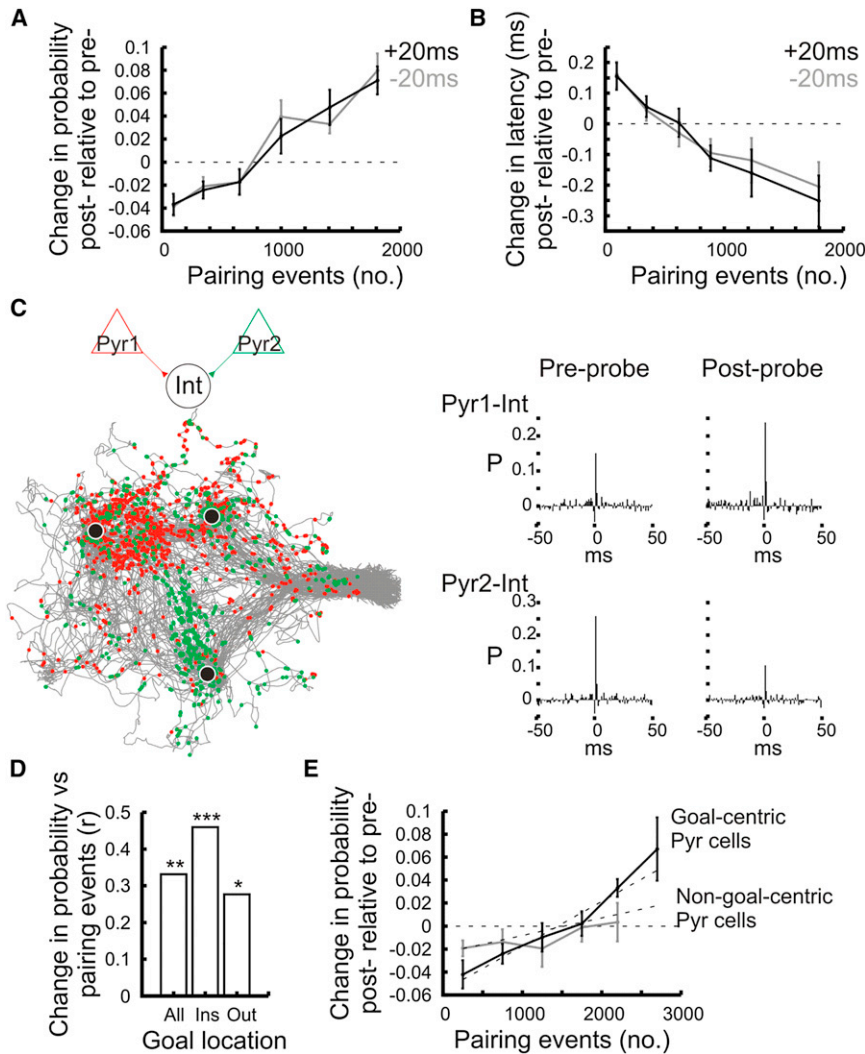 A
Change in probability
post- relative to pre-
0.1
0.08
0.06
0.04
0.02
0
-0.02
-0.04
0.06
0
1000
2000
Pairing events (no.)
+20ms
-20ms
B
Change in latency (ms)
post- relative to pre-
0.2
0.1
0
-0.1
-0.2
-0.3
0
1000
2000
Pairing events (no.)
+20ms
-20ms
C
Pyr1
Pyr2
Int
Pre-probe
Post-probe
Pyr1-Int
P
0.2
0.1
0
-50
0
50
ms
-50
0
50
ms
Pyr2-Int
P
0.3
0.2
0.1
0
-50
0
50
ms
-50
0
50
ms
D
Change in probability vs
pairing events (r)
0.5
0.4
0.3
0.2
0.1
0
**
***
*
All Ins Out
Goal location
E
Change in probability
post- relative to pre-
0.1
0.08
0.06
0.04
0.02
0
-0.02
-0.04
-0.06
0
1000
2000
3000
Pairing events (no.)
Goal-centric
Pyr cells
Non-goal-centric
Pyr cells